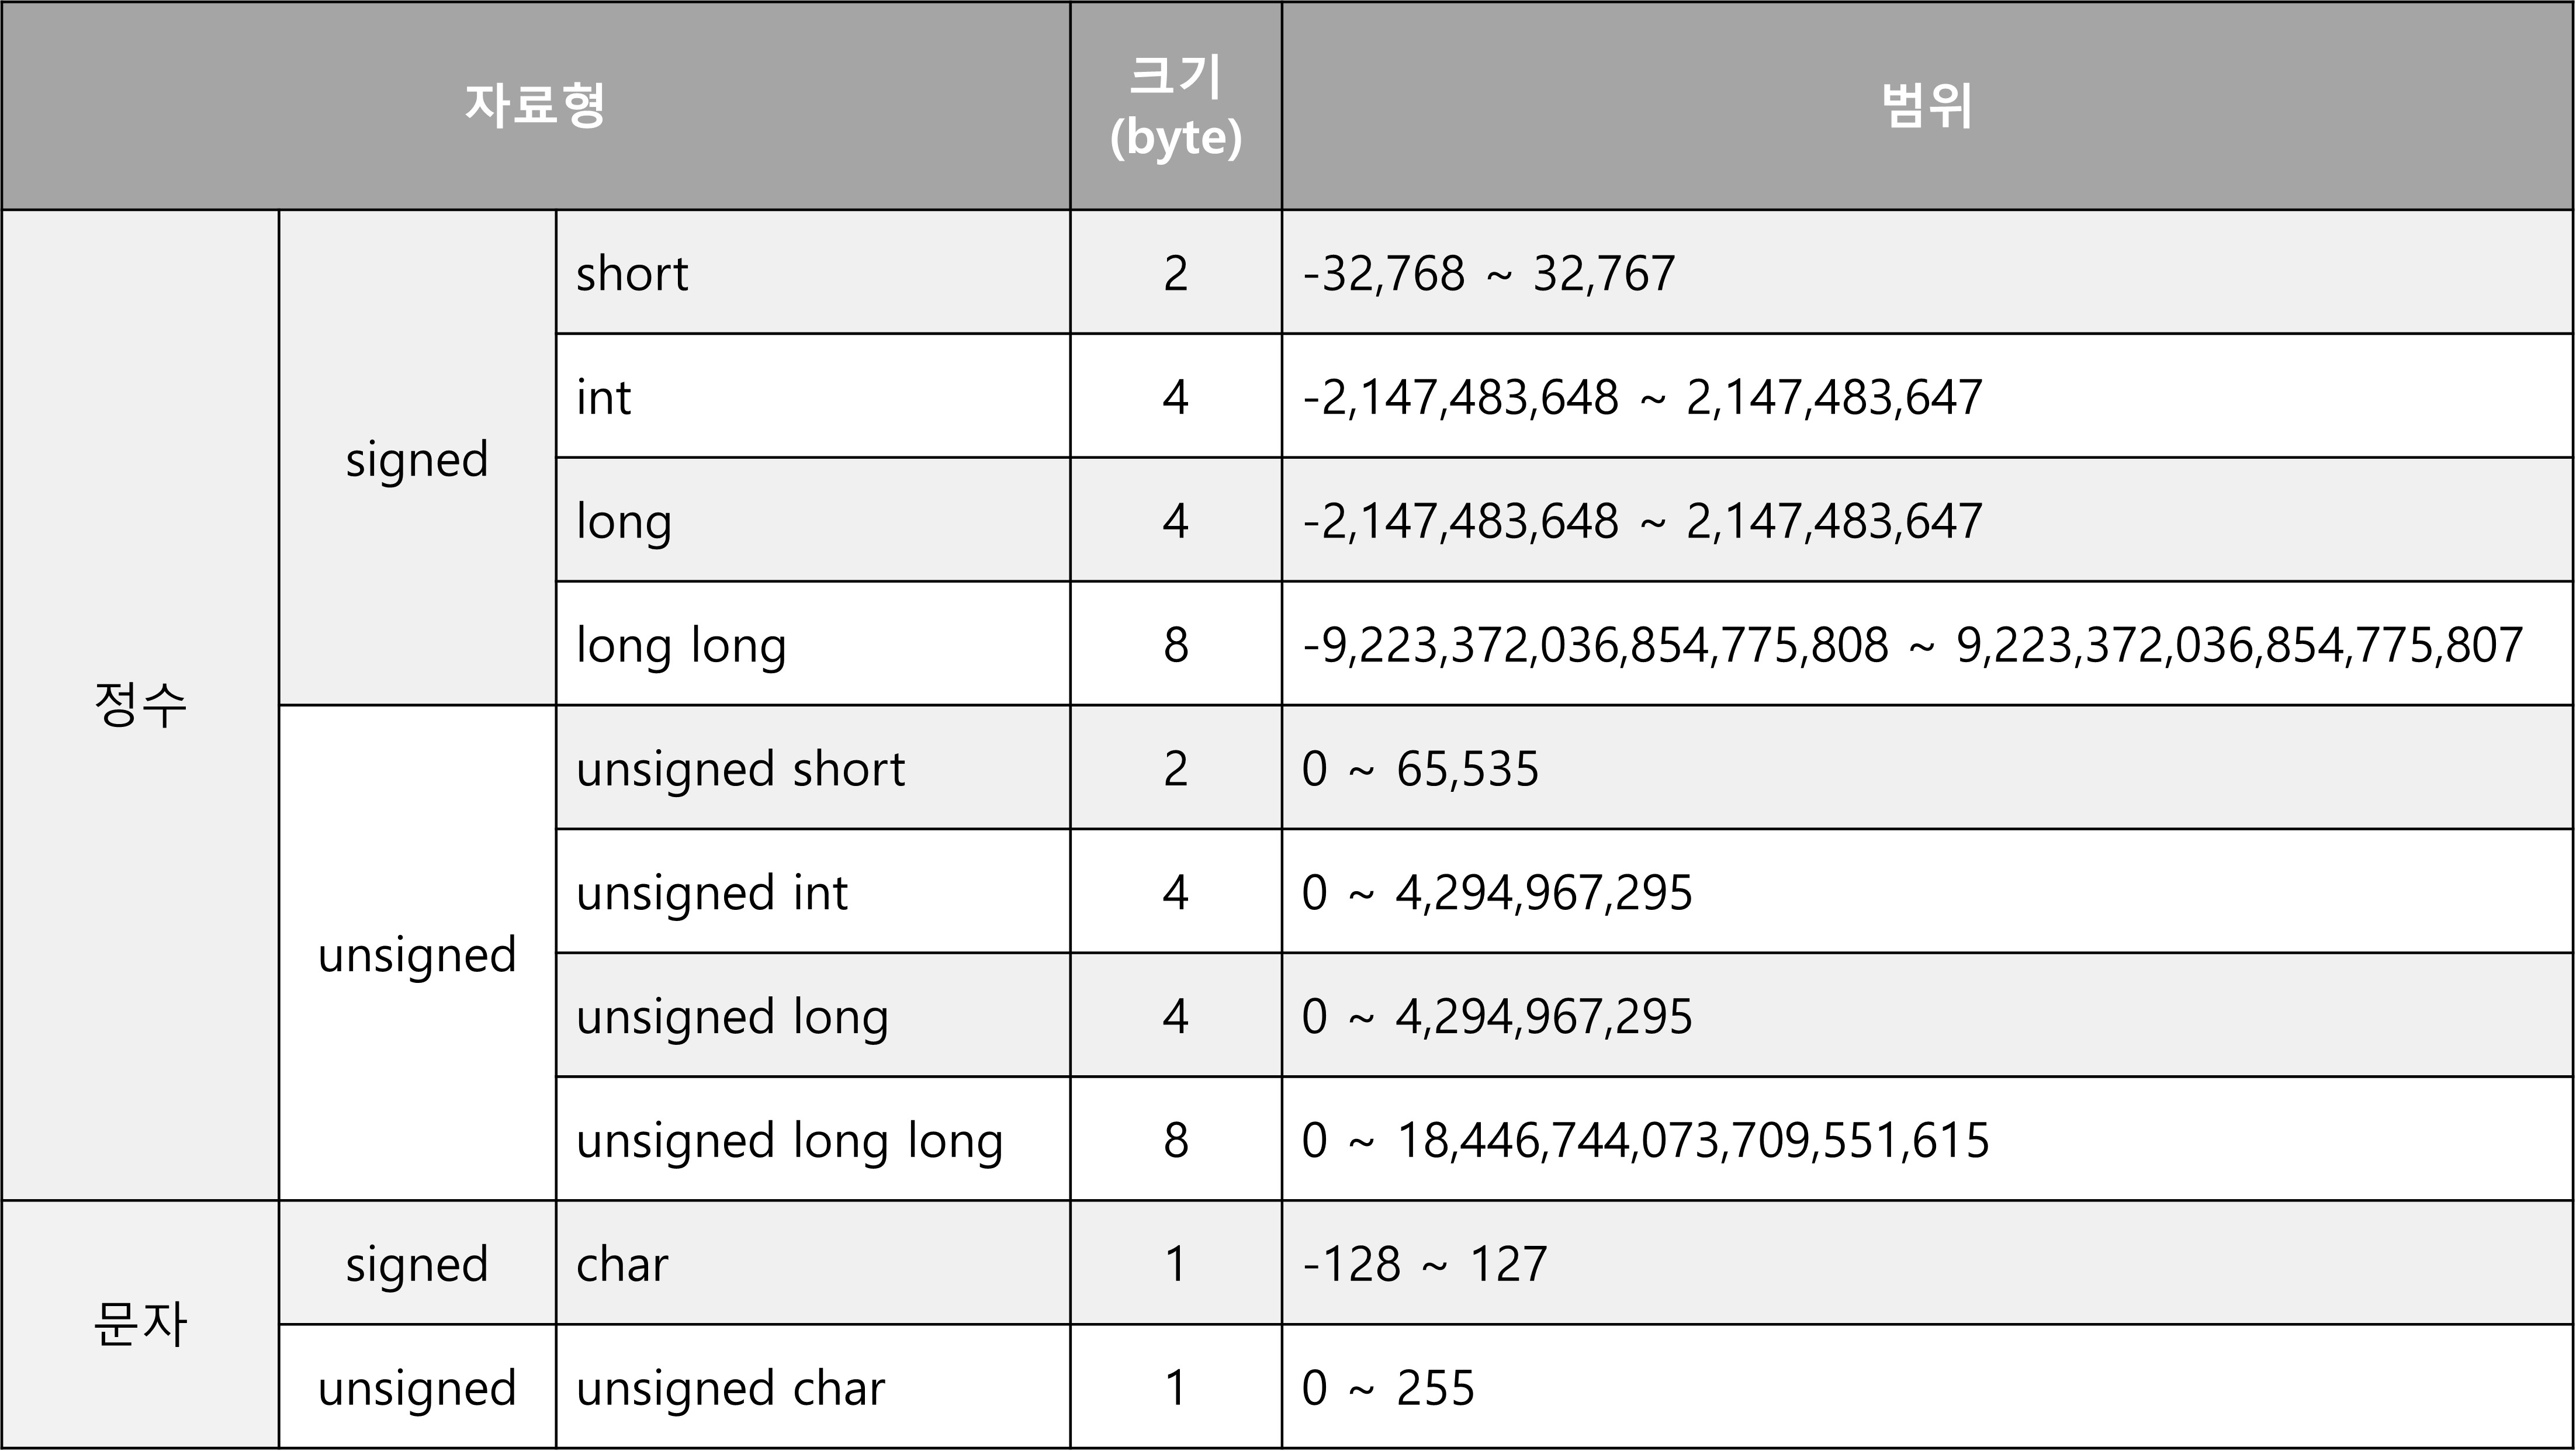 자료형
크기
(byte)
범위
정수
signed
short
2
-32,768 ~ 32,767
int
4
-2,147,483,648 ~ 2,147,483,647
long
4
-2,147,483,648 ~ 2,147,483,647
long long
8
-9,223,372,036,854,775,808 ~ 9,223,372,036,854,775,807
unsigned
unsigned short
2
0 ~ 65,535
unsigned int
4
0 ~ 4,294,967,295
unsigned long
4
0 ~ 4,294,967,295
unsigned long long
8
0 ~ 18,446,744,073,709,551,615
문자
signed
char
1
-128 ~ 127
unsigned
unsigned char
1
0 ~ 255